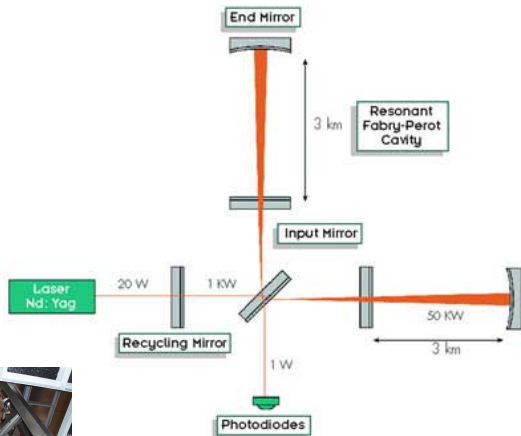 End Mirror
3 km
Resonant
Fabry-Perot
Cavity
Input Mirror
Laser
Nd: Yag
20 W
1 KW
Recycling Mirror
50 KW
3 km
1 W
Photodiodes